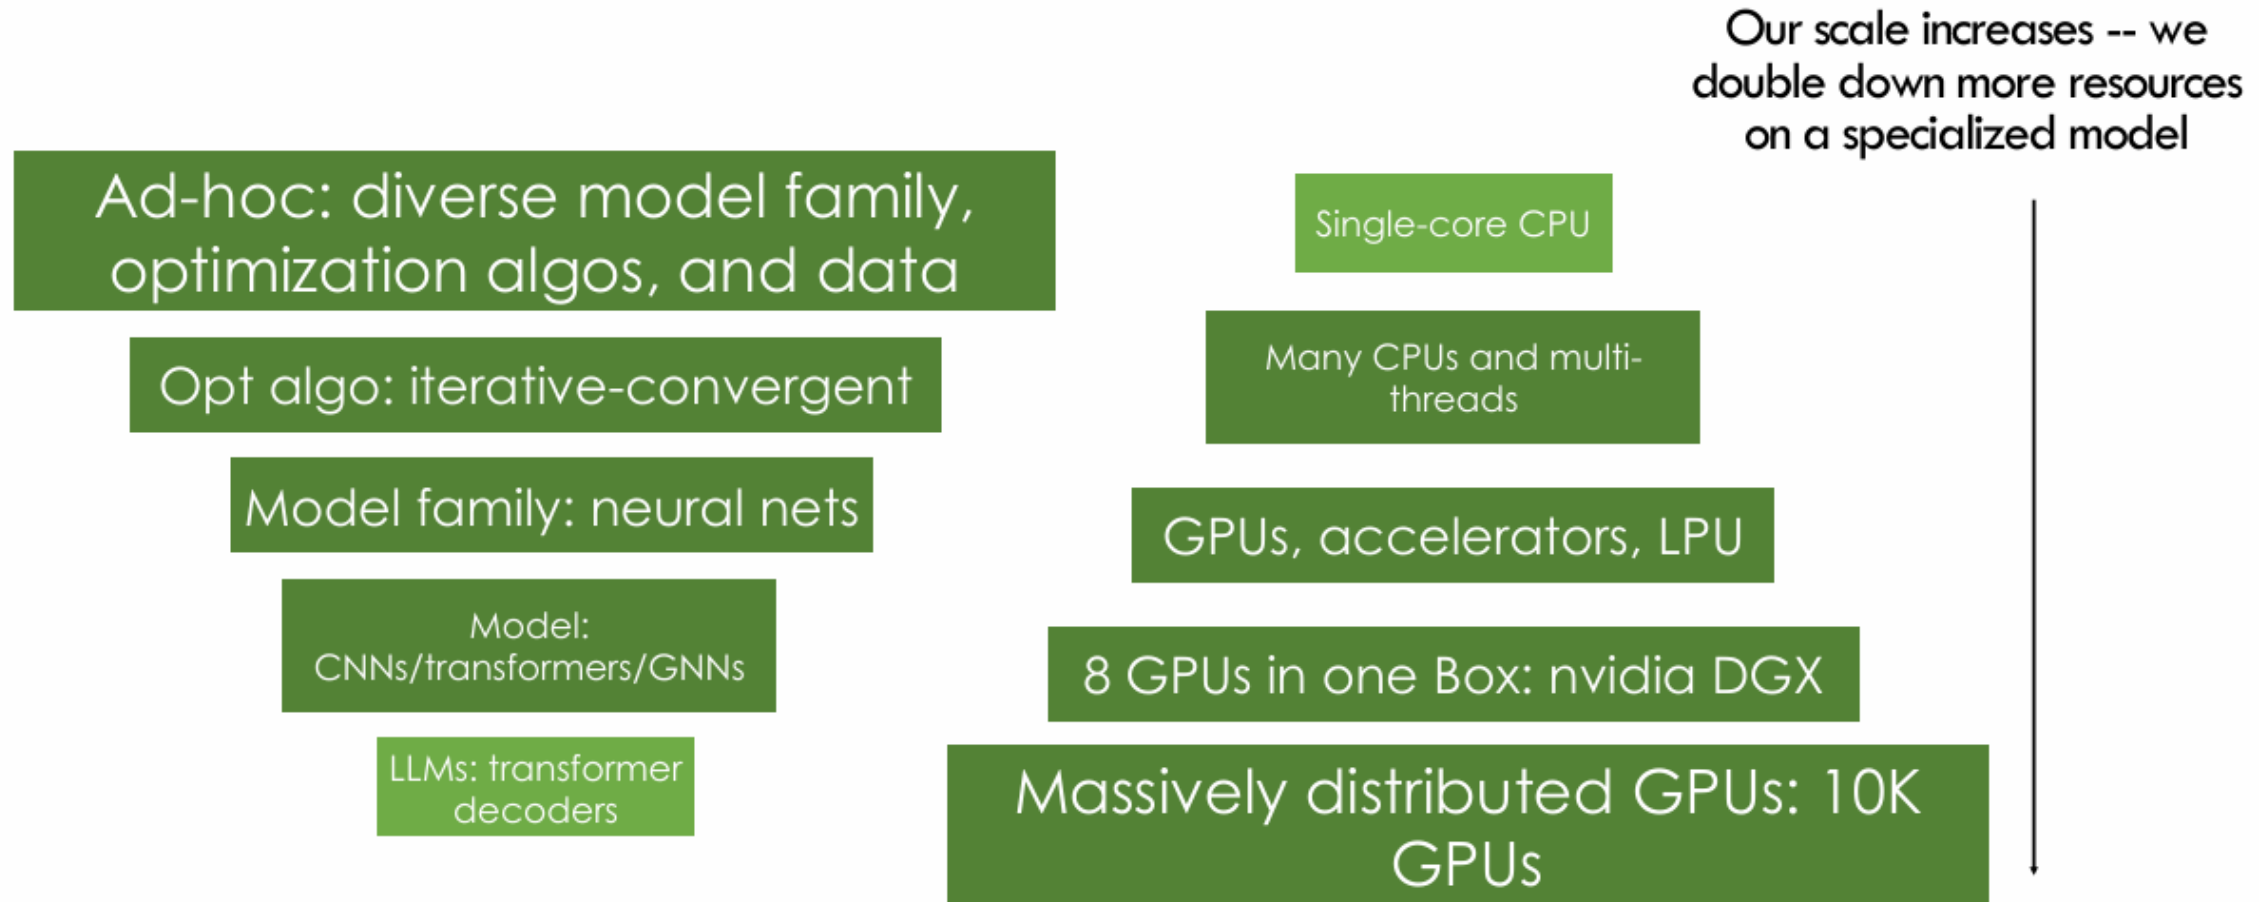 Our scale increases -- we
double down more resources
on a specialized model
Ad-hoc: diverse model family,
optimization algos, and data
Opt algo: iterative-convergent
Model family: neural nets
Model:
CNNs/transformers/GNNs
LLMs: transformer
decoders
Single-core CPU
Many CPUs and multi-
threads
GPUs, accelerators, LPU
8 GPUs in one Box: nvidia DGX
Massively distributed GPUs: 10K
GPUs